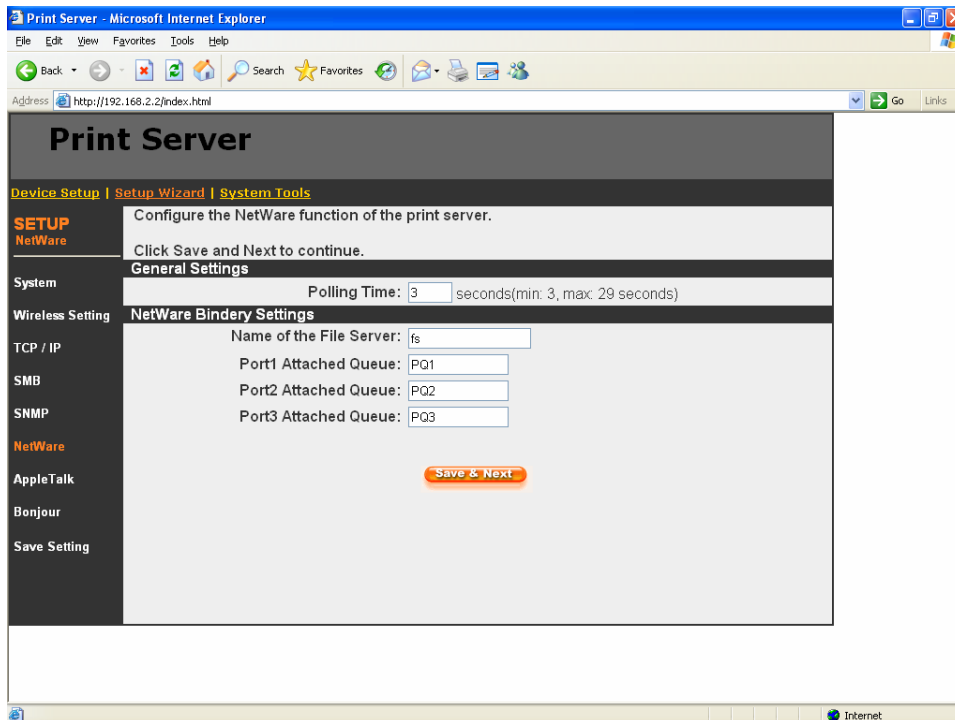 Print Server - Microsoft Internet Explorer
File Edit View Favorites Tools Help
Back Search Favorites
Address http://192.168.2.2/index.html Go Links
Print Server
Device Setup | Setup Wizard | System Tools
SETUP
NetWare
System
Wireless Setting
TCP / IP
SMB
SNMP
NetWare
AppleTalk
Bonjour
Save Setting
Configure the NetWare function of the print server.
Click Save and Next to continue.
General Settings
Polling Time: 3 seconds(min: 3, max: 29 seconds)
NetWare Bindery Settings
Name of the File Server: fs
Port1 Attached Queue: PQ1
Port2 Attached Queue: PQ2
Port3 Attached Queue: PQ3
Save & Next
Internet